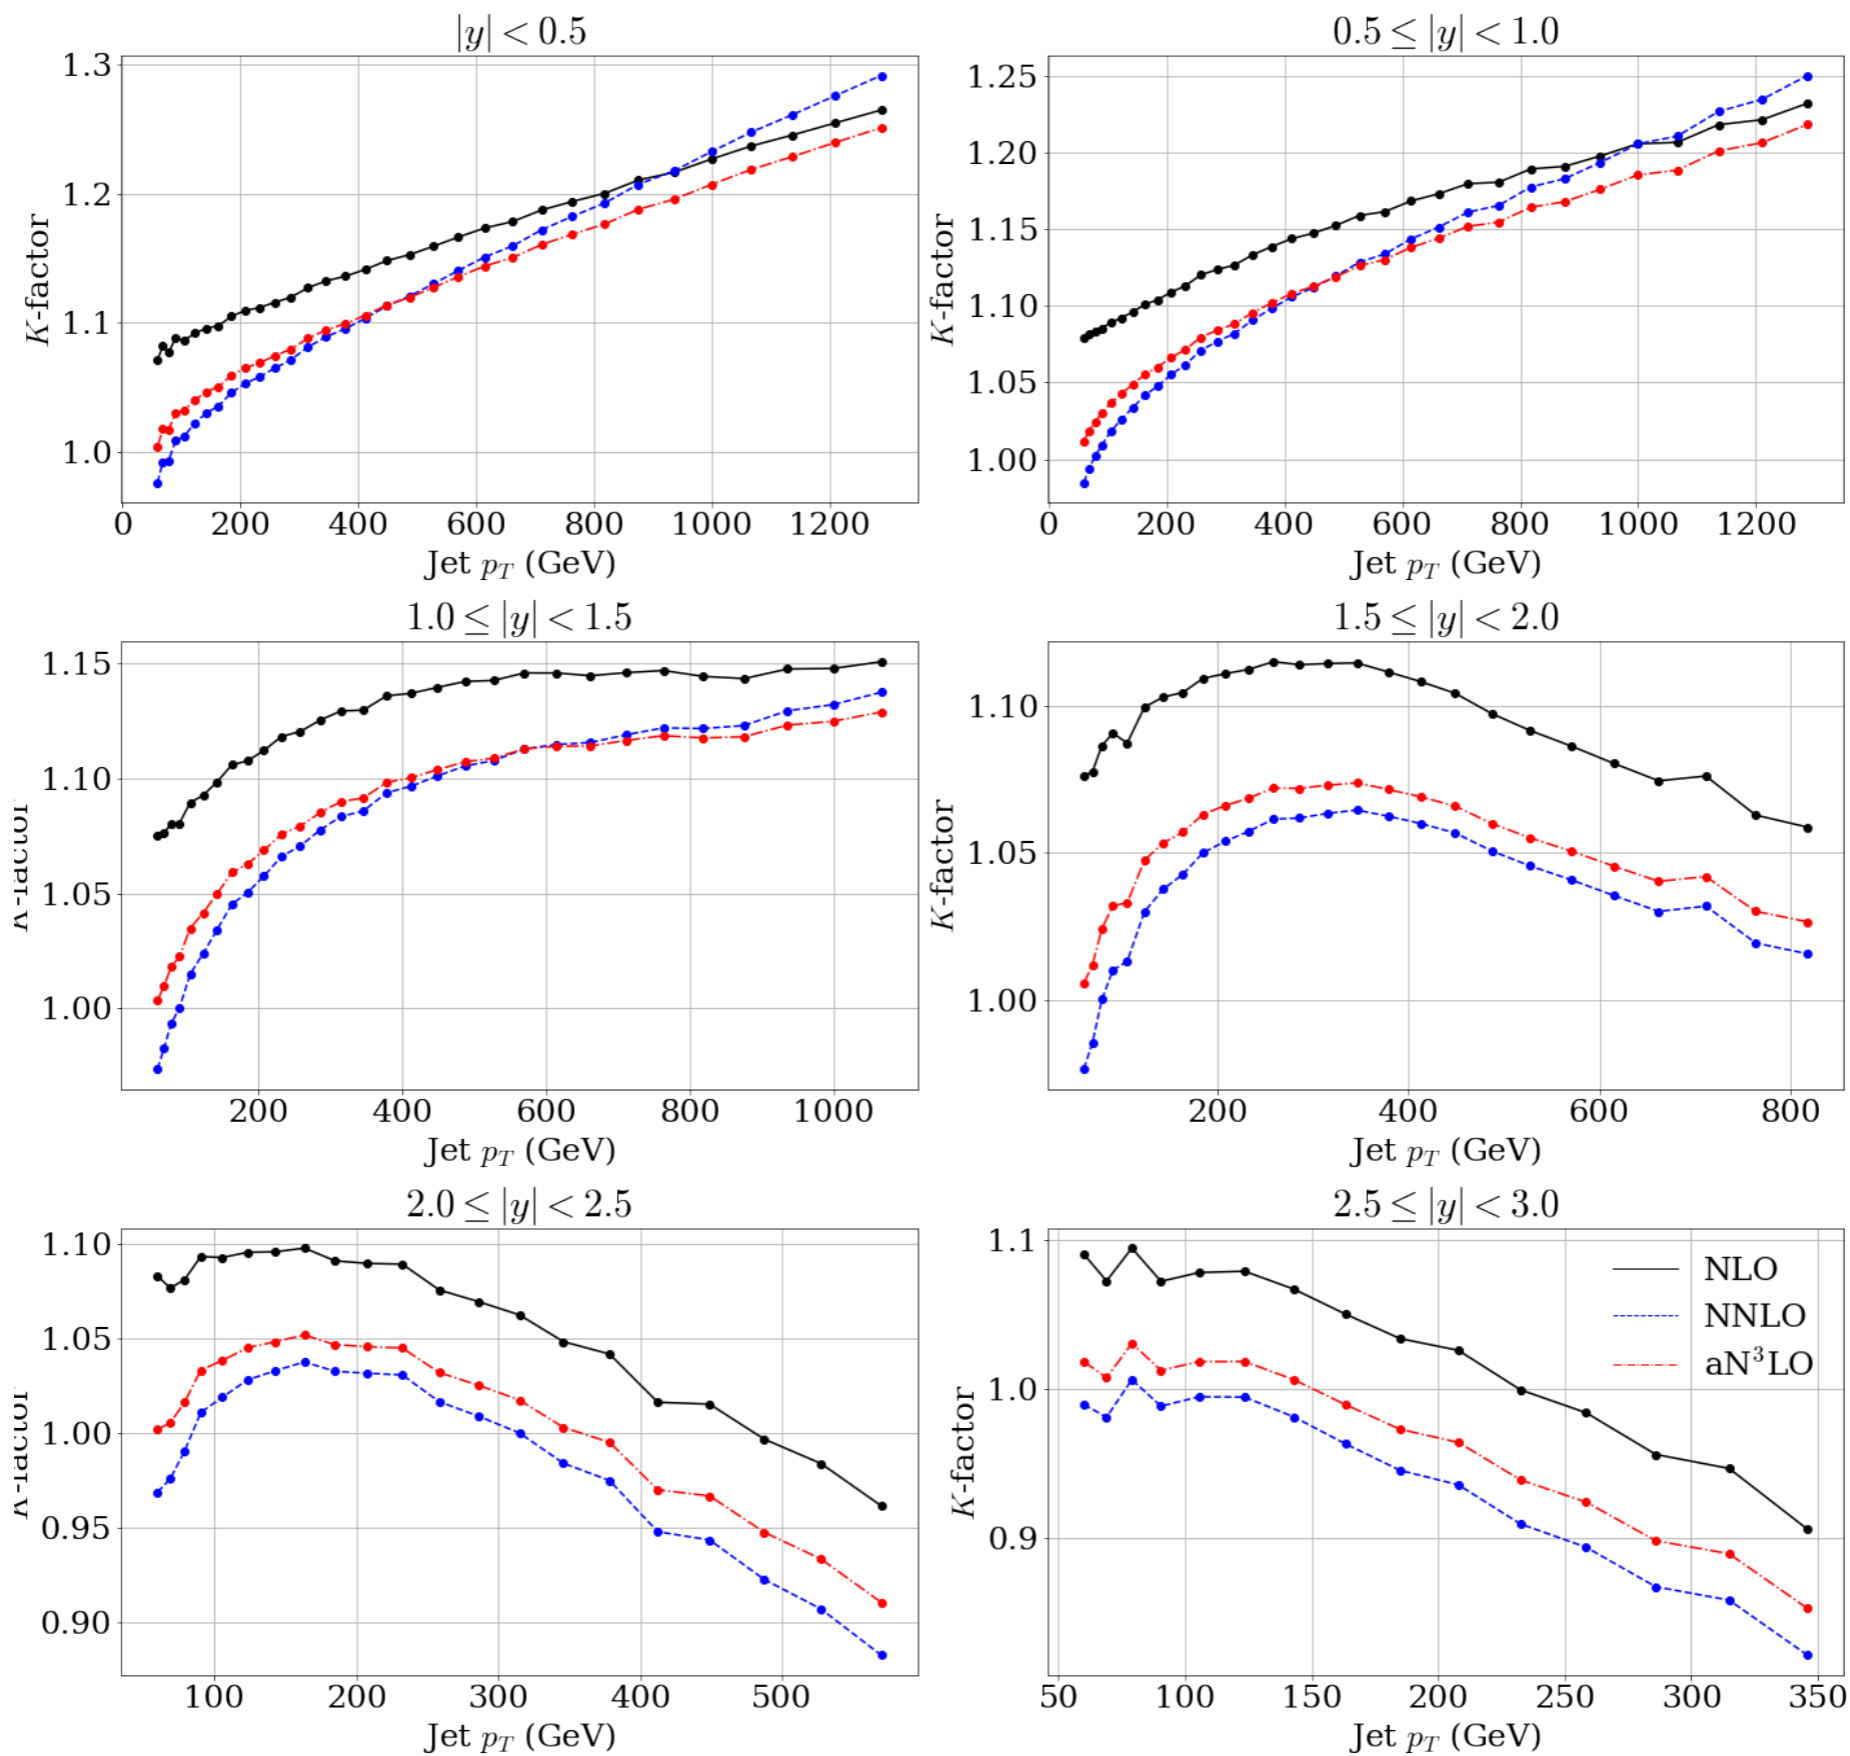 |y| < 0.5
1.3
1.2
1.1
1.0
K-factor
0 200 400 600 800 1000 1200
Jet p_T (GeV)
0.5 ≤ |y| < 1.0
1.25
1.20
1.15
1.10
1.05
1.00
K-factor
0 200 400 600 800 1000 1200
Jet p_T (GeV)
1.0 ≤ |y| < 1.5
1.15
1.10
1.05
1.00
K-factor
200 400 600 800 1000
Jet p_T (GeV)
1.5 ≤ |y| < 2.0
1.10
1.05
1.00
K-factor
200 400 600 800
Jet p_T (GeV)
2.0 ≤ |y| < 2.5
1.10
1.05
1.00
0.95
0.90
K-factor
100 200 300 400 500
Jet p_T (GeV)
2.5 ≤ |y| < 3.0
1.1
1.0
0.9
K-factor
NLO
NNLO
aN³LO
50 100 150 200 250 300 350
Jet p_T (GeV)